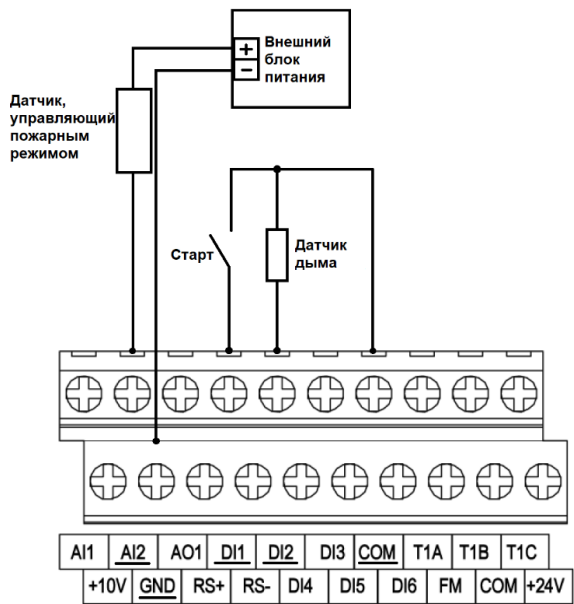 Внешний
блок
питания
+
−
Датчик,
управляющий
пожарным
режимом
Старт
Датчик
дыма
AI1 AI2 AO1 DI1 DI2 DI3 COM T1A T1B T1C
+10V GND RS+ RS- DI4 DI5 DI6 FM COM +24V